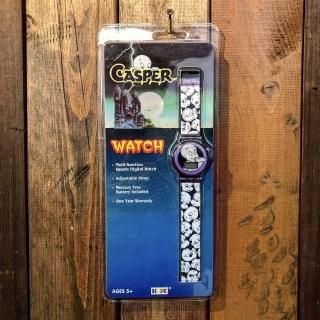 CASPER
WATCH
• Multi-function
Quartz Digital Watch
• Adjustable Strap
• Mercury Free
Battery Included
• One Year Warranty
AGES 5+
HOPE